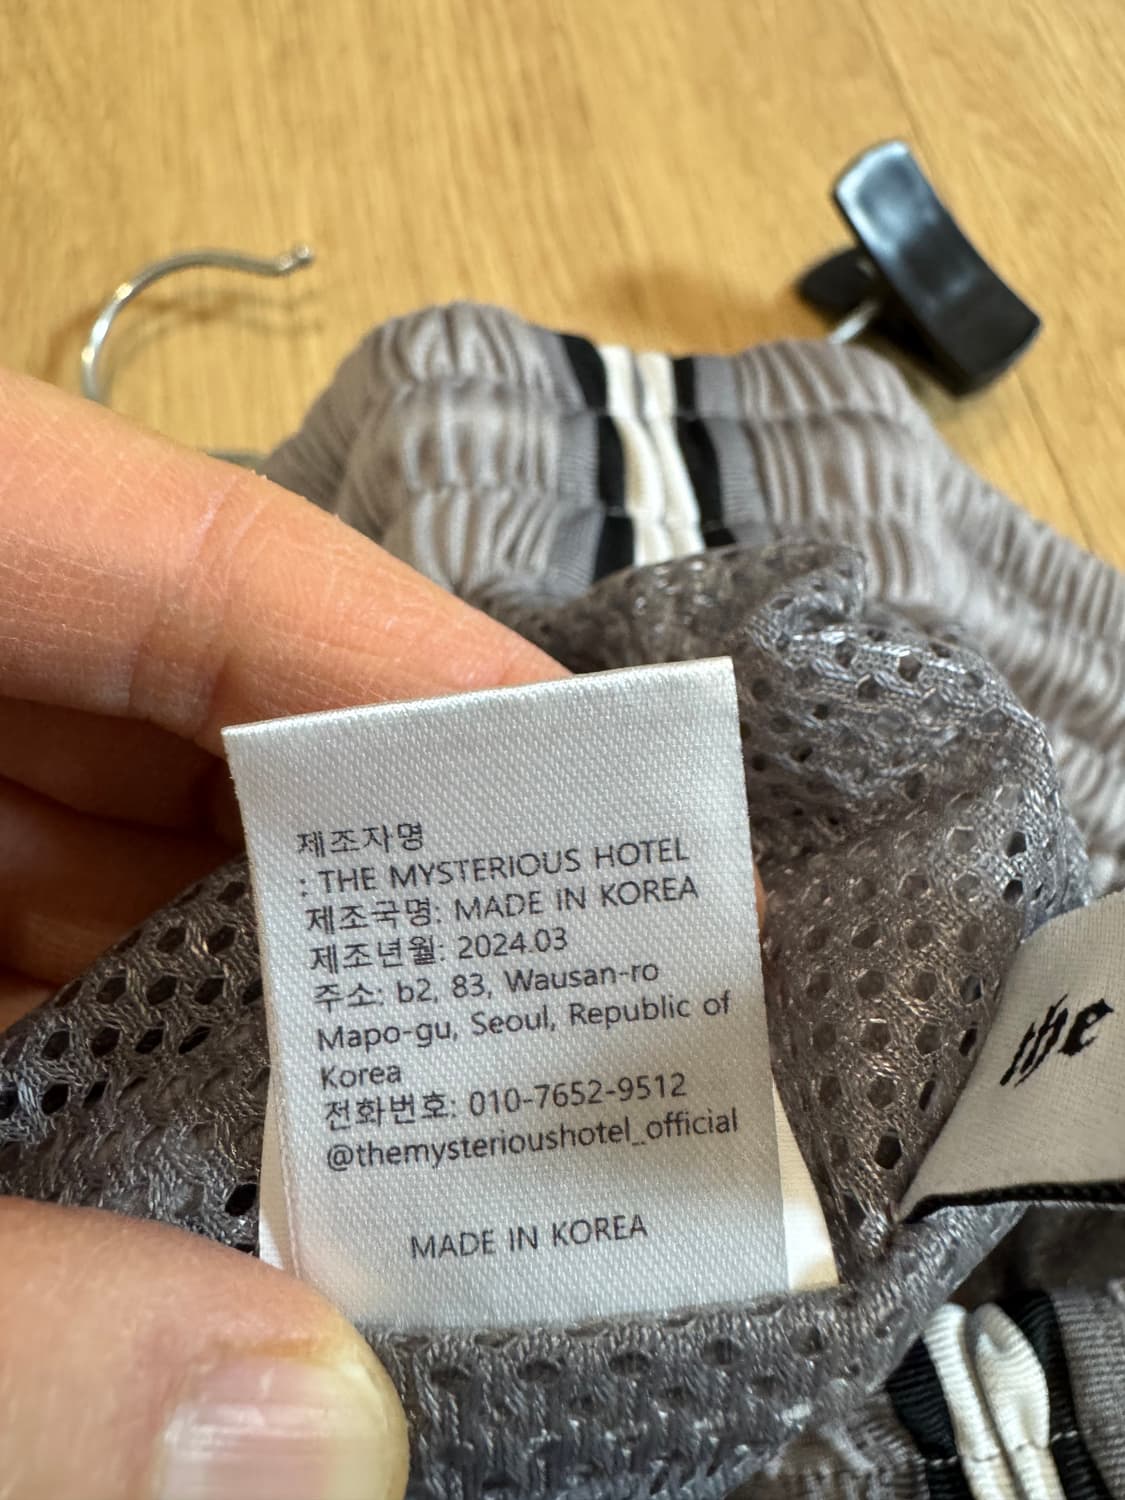 제조자명
: THE MYSTERIOUS HOTEL
제조국명: MADE IN KOREA
제조년월: 2024.03
주소: b2, 83, Wausan-ro
Mapo-gu, Seoul, Republic of
Korea
전화번호: 010-7652-9512
@themysterioushotel_official
MADE IN KOREA
the